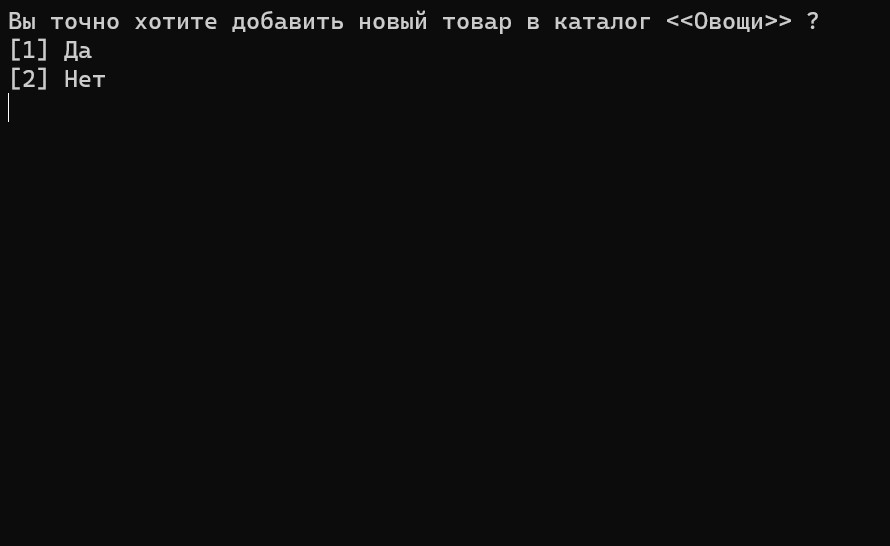 Вы точно хотите добавить новый товар в каталог <<Овощи>> ?
[1] Да
[2] Нет